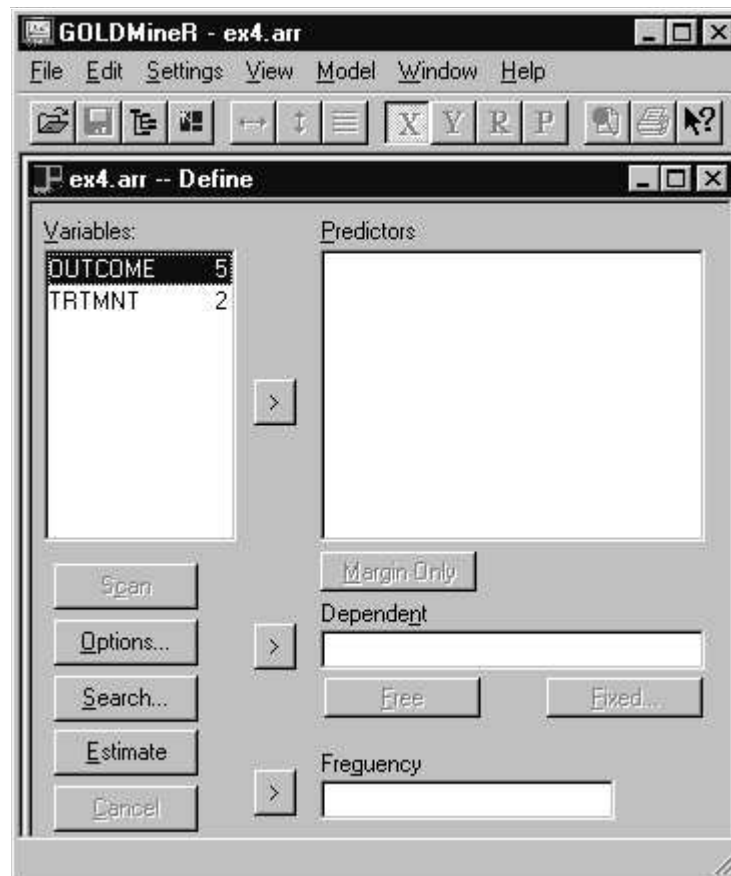 GOLDMineR - ex4.arr
File Edit Settings View Model Window Help
X Y R P
ex4.arr -- Define
Variables:
Predictors
OUTCOME 5
TRTMNT 2
>
Scan
Margin-Only
Options...
>
Dependent
Search...
Free
Fixed...
Estimate
>
Freguency
Cancel